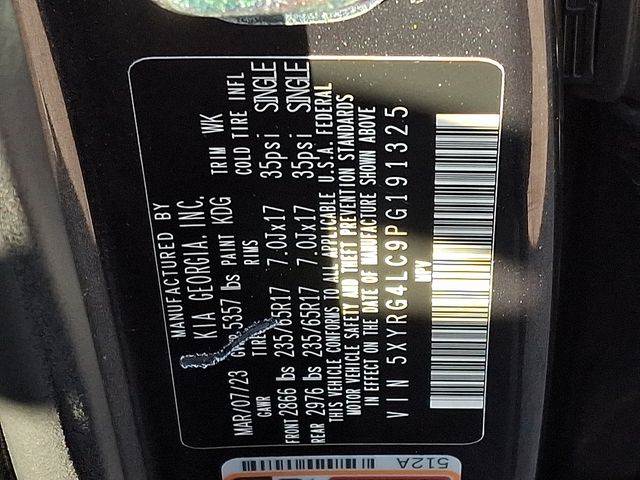 MANUFACTURED BY
KIA GEORGIA, INC.
MAR/07/23 GVWR 5357 lbs PAINT KDG TRIM WK
GAWR TIRE RIMS COLD TIRE INFL
FRONT 2866 lbs 235/65R17 7.0Jx17 35psi SINGLE
REAR 2976 lbs 235/65R17 7.0Jx17 35psi SINGLE
THIS VEHICLE CONFORMS TO ALL APPLICABLE U.S.A. FEDERAL
MOTOR VEHICLE SAFETY AND THEFT PREVENTION STANDARDS
IN EFFECT ON THE DATE OF MANUFACTURE SHOWN ABOVE
VIN 5XYRG4LC9PG191325
MPV
512A